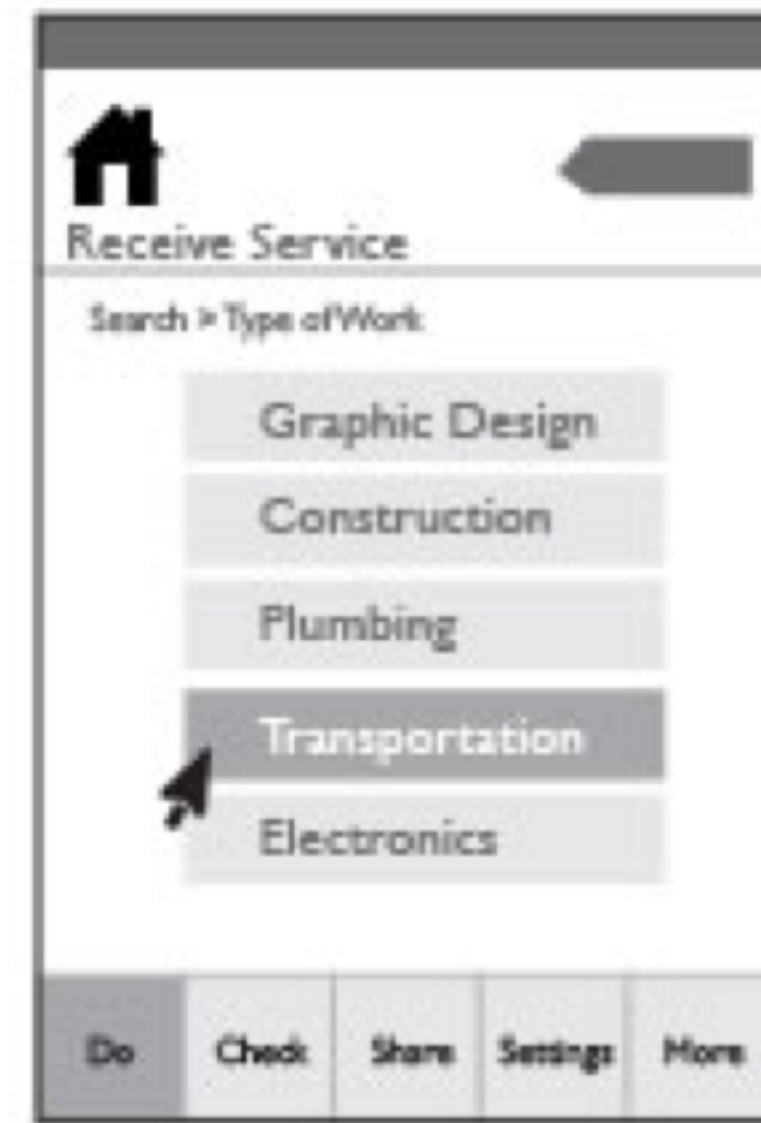 Receive Service
Search > Type of Work
Graphic Design
Construction
Plumbing
Transportation
Electronics
Do Check Share Settings More